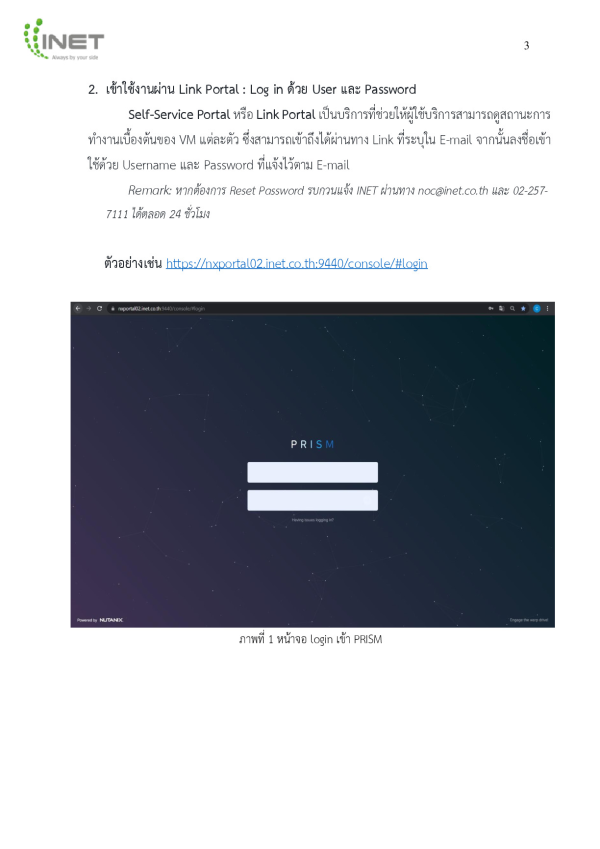 INET
Always by your side
3
2. เข้าใช้งานผ่าน Link Portal : Log in ด้วย User และ Password
Self-Service Portal หรือ Link Portal เป็นบริการที่ช่วยให้ผู้ใช้บริการสามารถดูสถานะการ
ทำงานเบื้องต้นของ VM แต่ละตัว ซึ่งสามารถเข้าถึงได้ผ่านทาง Link ที่ระบุใน E-mail จากนั้นลงชื่อเข้า
ใช้ด้วย Username และ Password ที่แจ้งไว้ตาม E-mail
Remark: หากต้องการ Reset Password รบกวนแจ้ง INET ผ่านทาง noc@inet.co.th และ 02-257-
7111 ได้ตลอด 24 ชั่วโมง
ตัวอย่างเช่น https://nxportal02.inet.co.th:9440/console/#login
nxportal02.inet.co.th:9440/console/#login
PRISM
Having issues logging in?
Powered by NUTANIX
ภาพที่ 1 หน้าจอ login เข้า PRISM